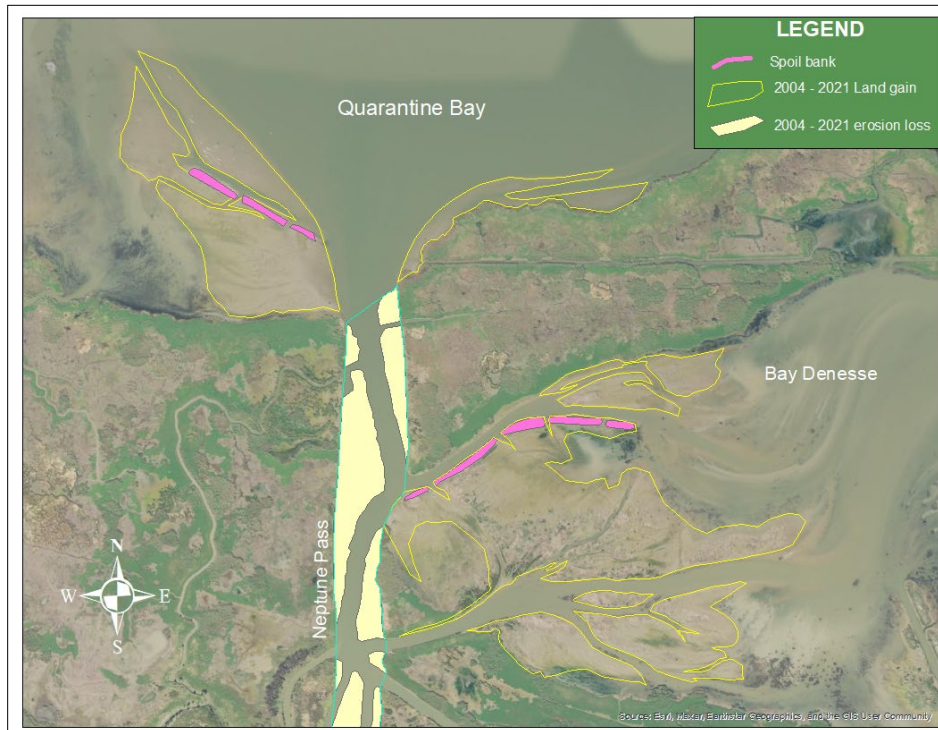 LEGEND
Spoil bank
2004 - 2021 Land gain
2004 - 2021 erosion loss
Quarantine Bay
Bay Denesse
Neptune Pass
N
W
E
S
Source: Esri, Maxar, Earthstar Geographics, and the GIS User Community